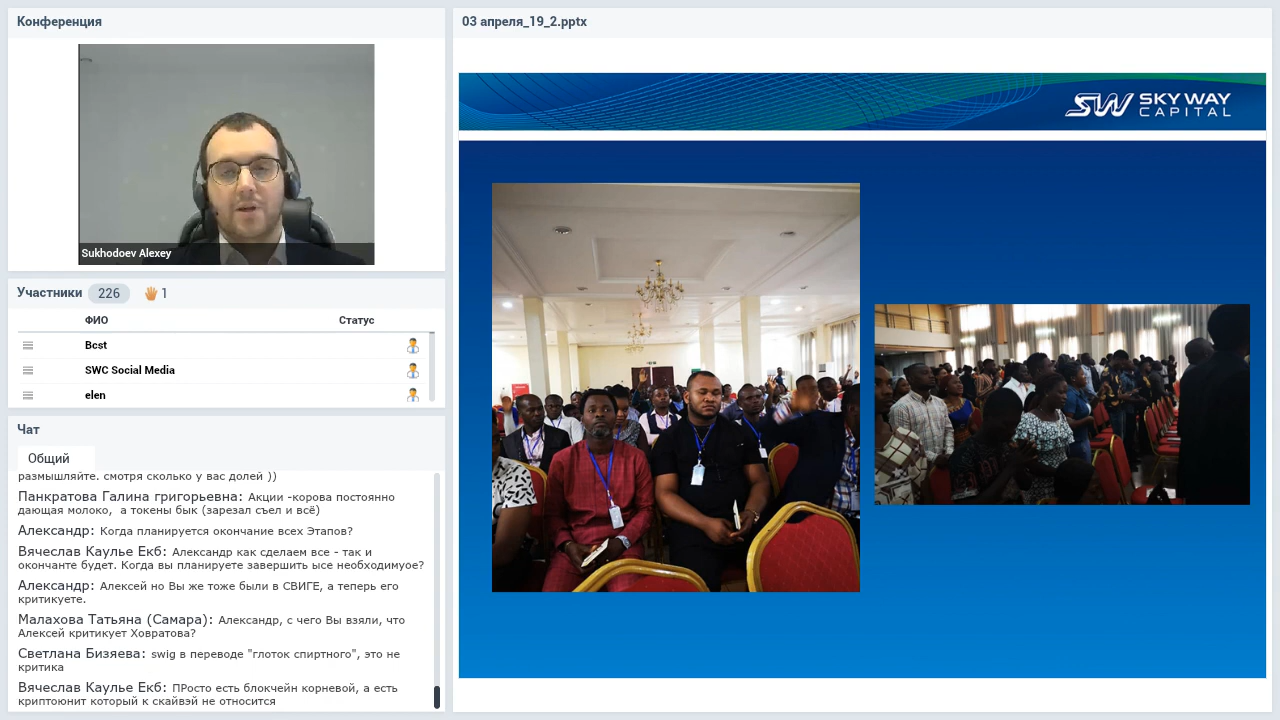 Конференция
Sukhodoev Alexey
Участники 226 1
ФИО Статус
Bcst
SWC Social Media
elen
Чат
Общий
размышляйте. смотря сколько у вас долей ))
Панкратова Галина григорьевна: Акции -корова постоянно
дающая молоко, а токены бык (зарезал съел и всё)
Александр: Когда планируется окончание всех Этапов?
Вячеслав Каулье Екб: Александр как сделаем все - так и
окончанте будет. Когда вы планируете завершить ысе необходимуое?
Александр: Алексей но Вы же тоже были в СВИГЕ, а теперь его
критикуете.
Малахова Татьяна (Самара): Александр, с чего Вы взяли, что
Алексей критикует Ховратова?
Светлана Бизяева: swig в переводе "глоток спиртного", это не
критика
Вячеслав Каулье Екб: ПРосто есть блокчейн корневой, а есть
криптоюнит который к скайвэй не относится
03 апреля_19_2.pptx
SW SKY WAY
CAPITAL